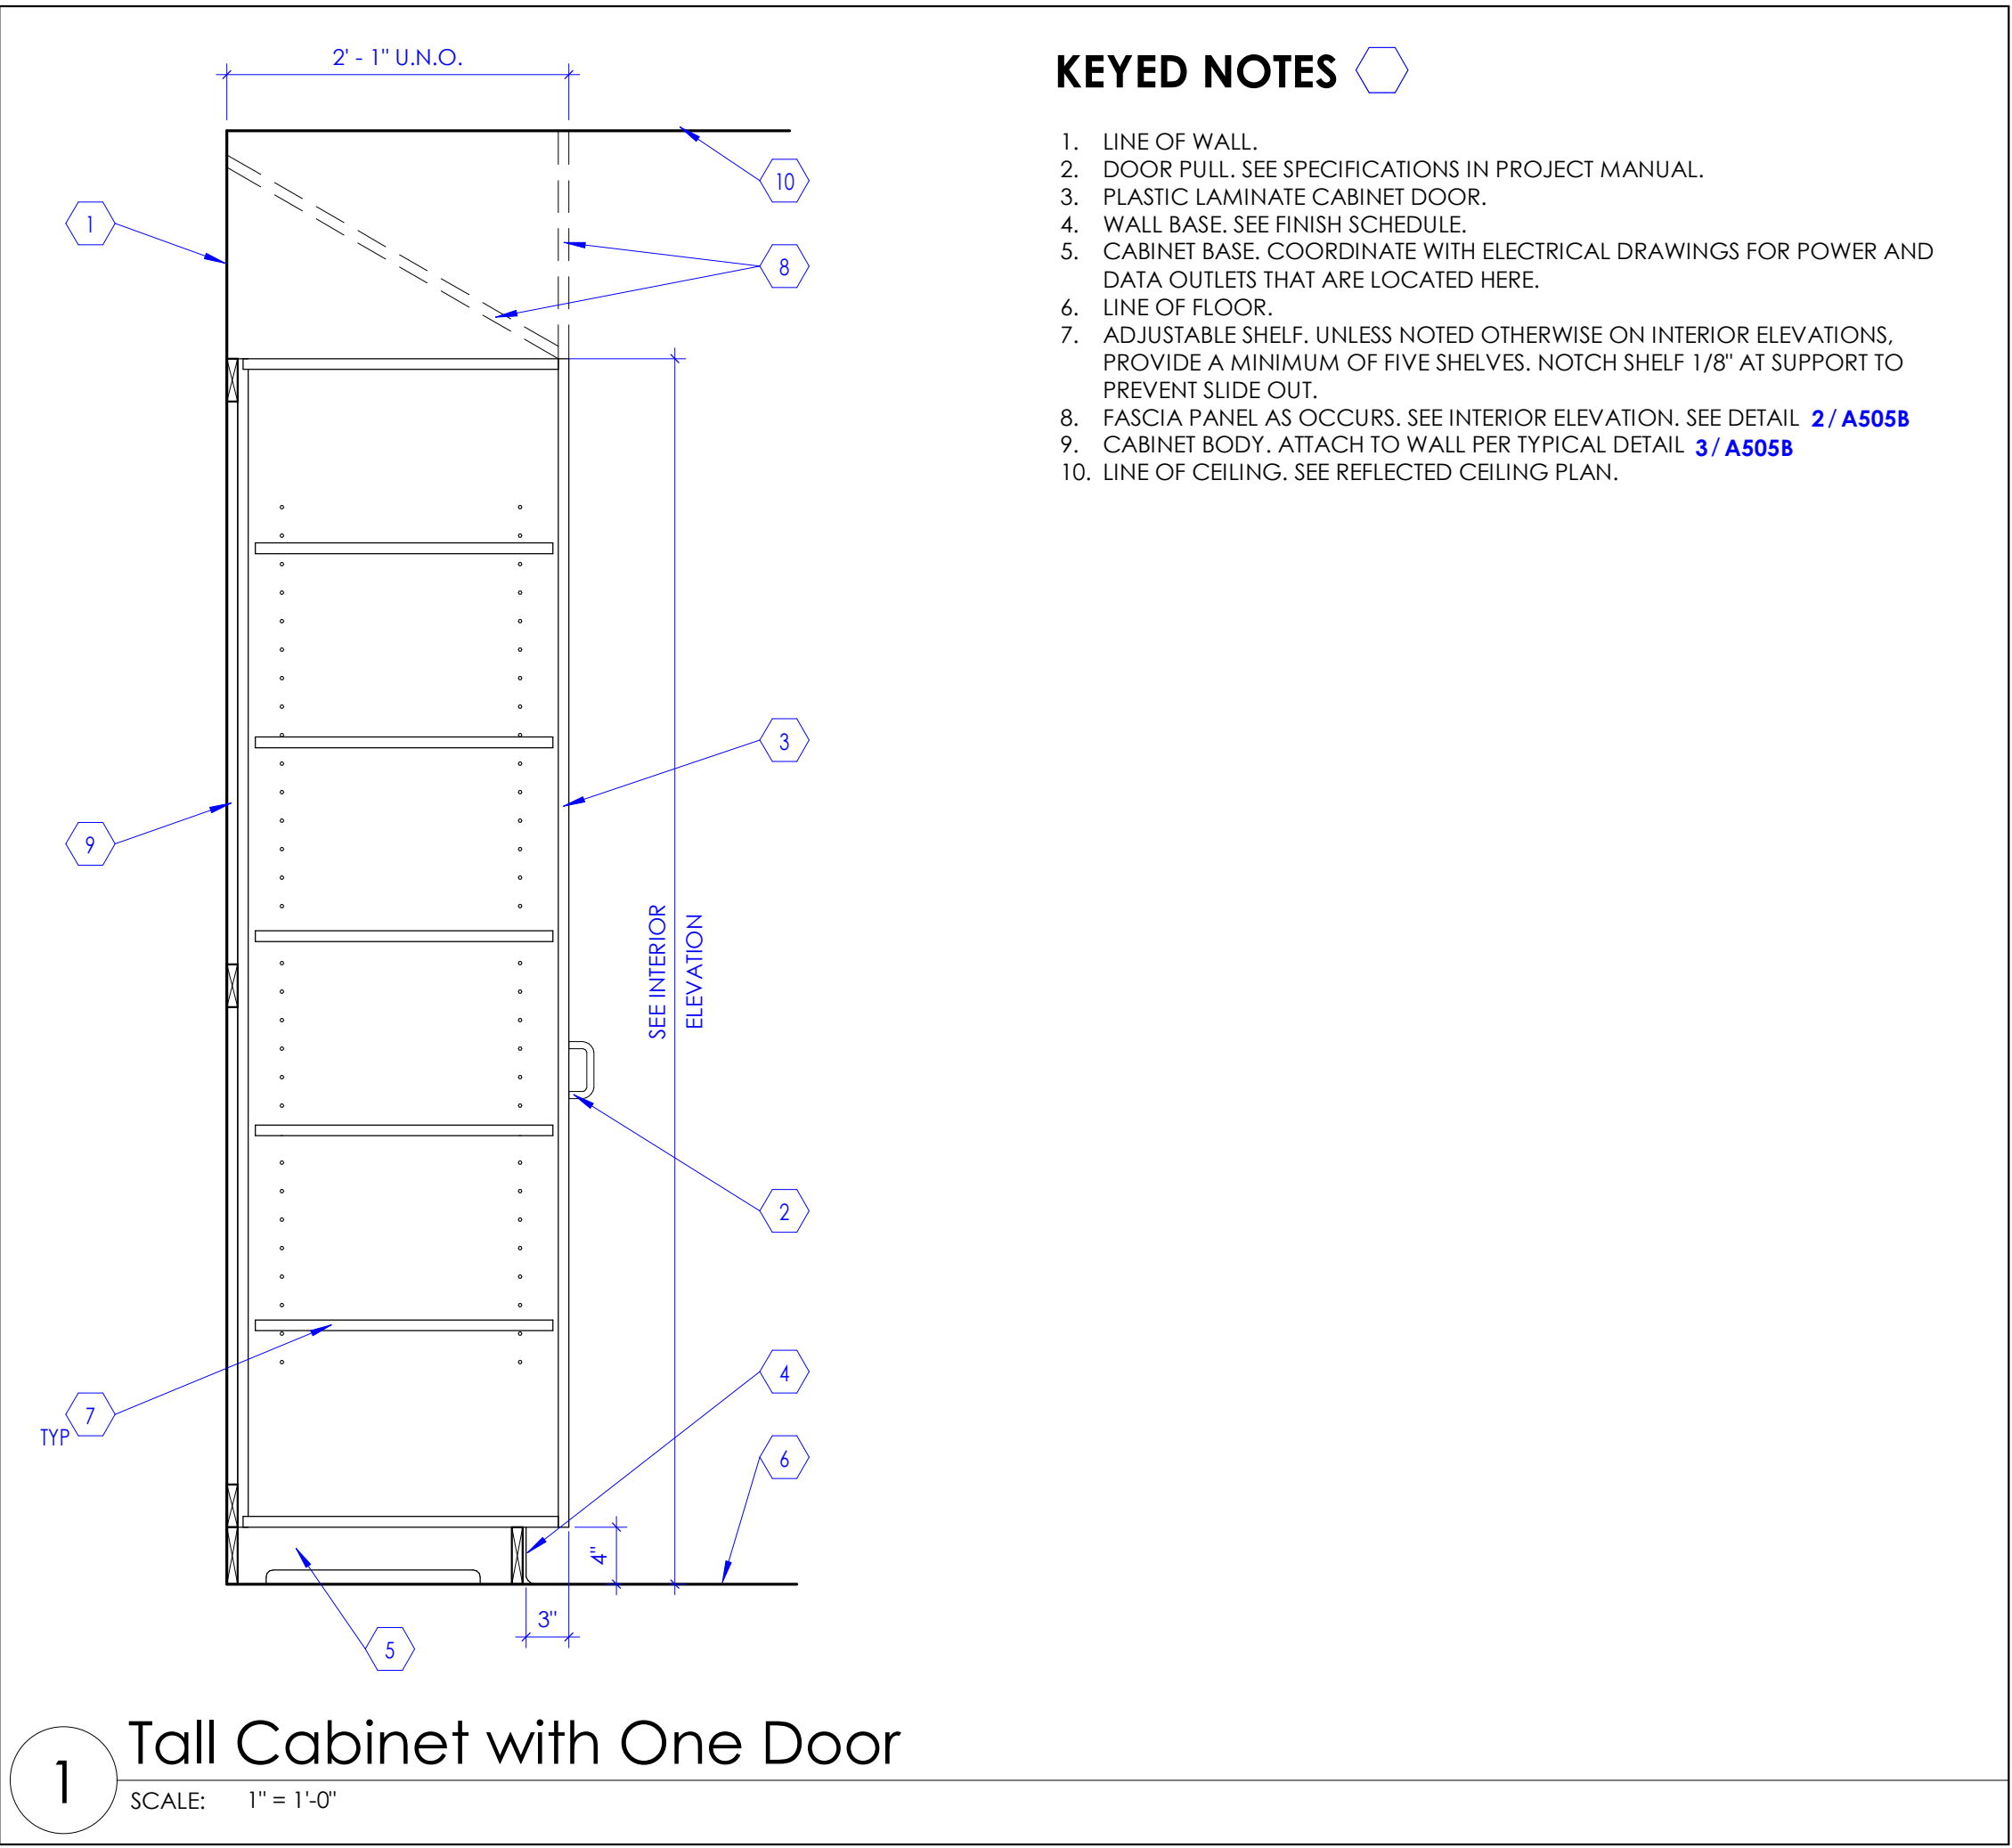 2' - 1" U.N.O.
KEYED NOTES
1. LINE OF WALL.
2. DOOR PULL. SEE SPECIFICATIONS IN PROJECT MANUAL.
3. PLASTIC LAMINATE CABINET DOOR.
4. WALL BASE. SEE FINISH SCHEDULE.
5. CABINET BASE. COORDINATE WITH ELECTRICAL DRAWINGS FOR POWER AND
DATA OUTLETS THAT ARE LOCATED HERE.
6. LINE OF FLOOR.
7. ADJUSTABLE SHELF. UNLESS NOTED OTHERWISE ON INTERIOR ELEVATIONS,
PROVIDE A MINIMUM OF FIVE SHELVES. NOTCH SHELF 1/8" AT SUPPORT TO
PREVENT SLIDE OUT.
8. FASCIA PANEL AS OCCURS. SEE INTERIOR ELEVATION. SEE DETAIL 2/ A505B
9. CABINET BODY. ATTACH TO WALL PER TYPICAL DETAIL 3/ A505B
10. LINE OF CEILING. SEE REFLECTED CEILING PLAN.
10
1
8
3
9
SEE INTERIOR
ELEVATION
2
4
7
TYP
6
4"
3"
5
1
Tall Cabinet with One Door
SCALE: 1" = 1'-0"